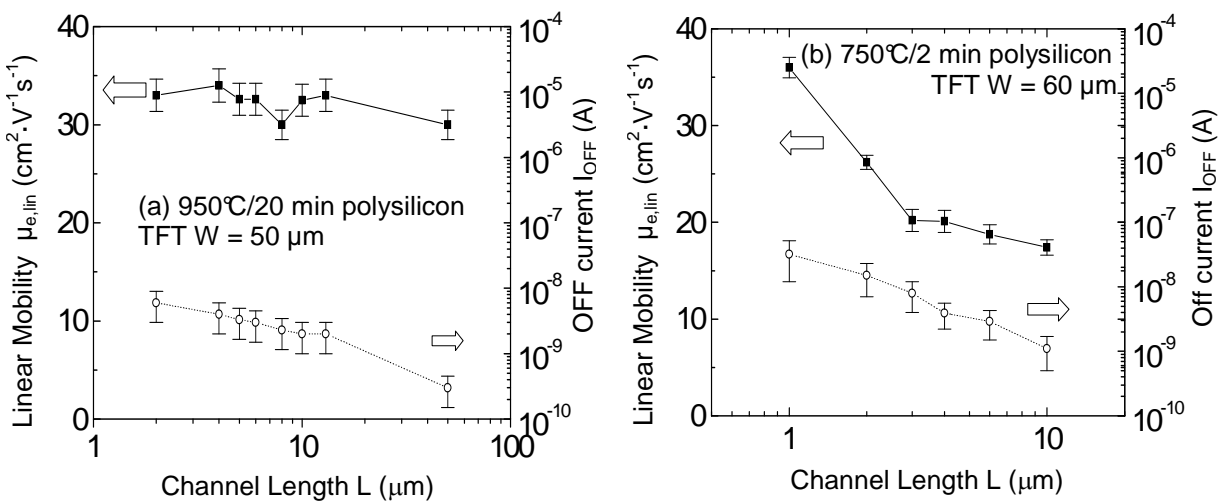 Linear Mobility μe,lin (cm²·V⁻¹s⁻¹)
40
30
20
10
0
(a) 950°C/20 min polysilicon
TFT W = 50 μm
10⁻⁴
10⁻⁵
10⁻⁶
10⁻⁷
10⁻⁸
10⁻⁹
10⁻¹⁰
OFF current IOFF (A)
1
10
100
Channel Length L (μm)
Linear Mobility μe,lin (cm²·V⁻¹s⁻¹)
40
30
20
10
0
(b) 750°C/2 min polysilicon
TFT W = 60 μm
10⁻⁴
10⁻⁵
10⁻⁶
10⁻⁷
10⁻⁸
10⁻⁹
10⁻¹⁰
Off current IOFF (A)
1
10
Channel Length L (μm)